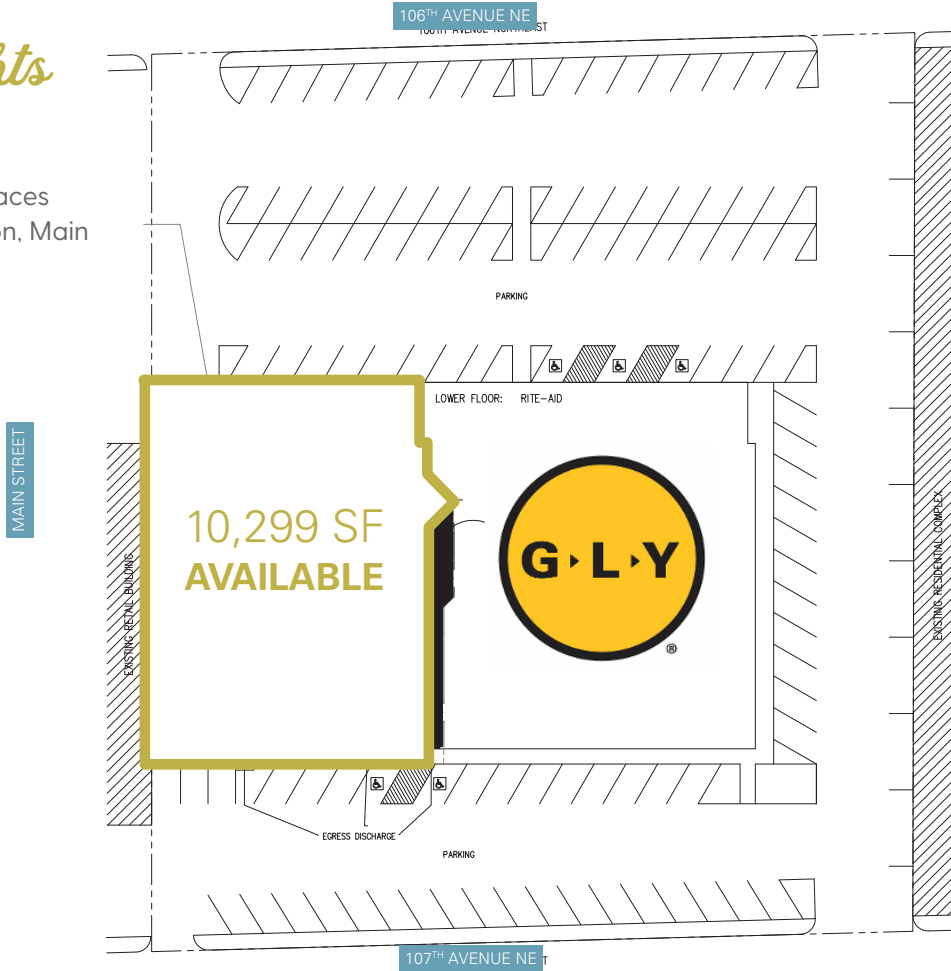 106TH AVENUE NE
hts
aces
on, Main
PARKING
LOWER FLOOR: RITE-AID
MAIN STREET
10,299 SF
AVAILABLE
G L Y
®
EXISTING RETAIL BUILDING
EXISTING RESIDENTIAL COMPLEX
EGRESS DISCHARGE
PARKING
107TH AVENUE NE